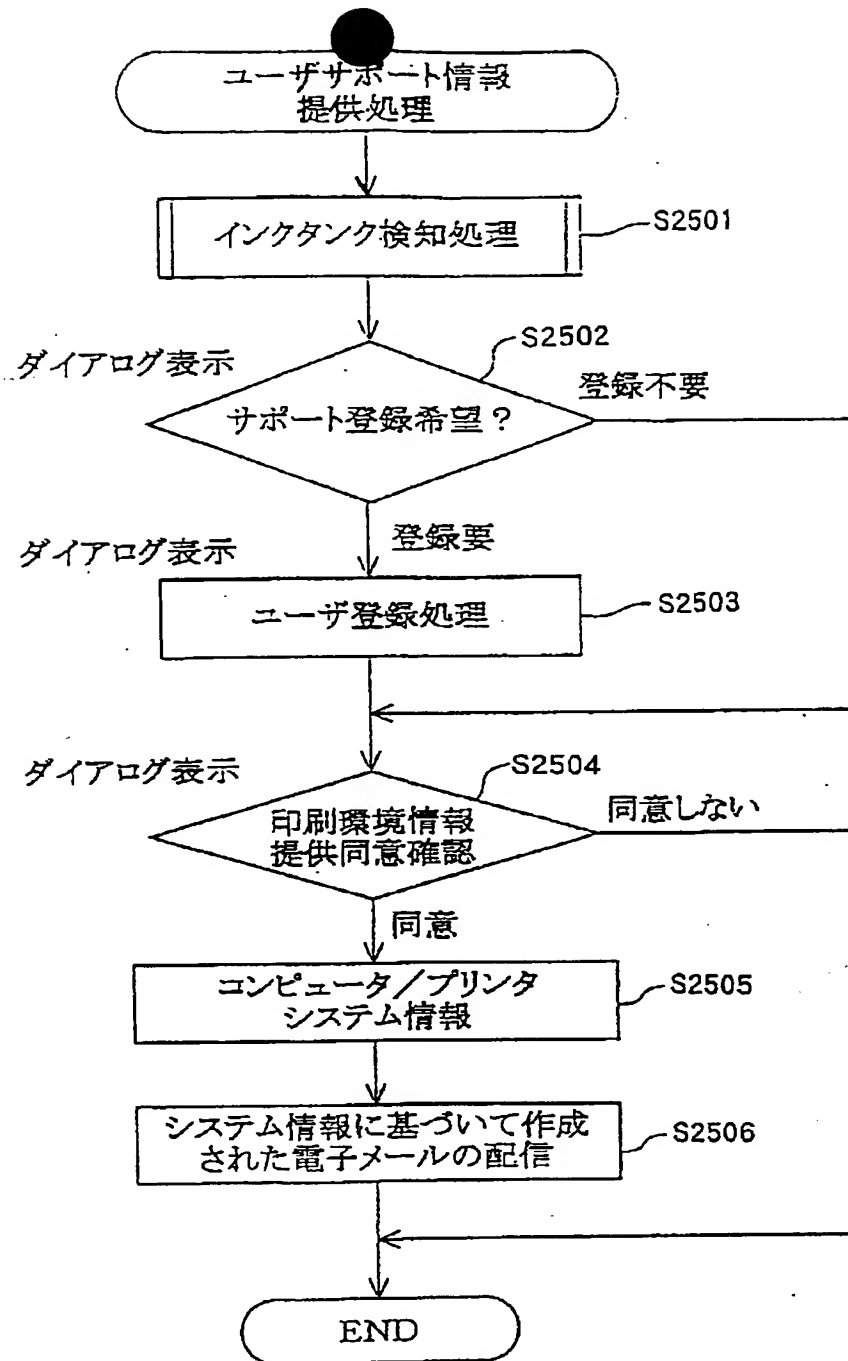 ユーザサポート情報
提供処理
インクタンク検知処理
S2501
S2502
ダイアログ表示
登録不要
サポート登録希望?
登録要
ダイアログ表示
ユーザ登録処理
S2503
ダイアログ表示
S2504
同意しない
印刷環境情報
提供同意確認
同意
コンピュータ/プリンタ
システム情報
S2505
システム情報に基づいて作成
された電子メールの配信
S2506
END